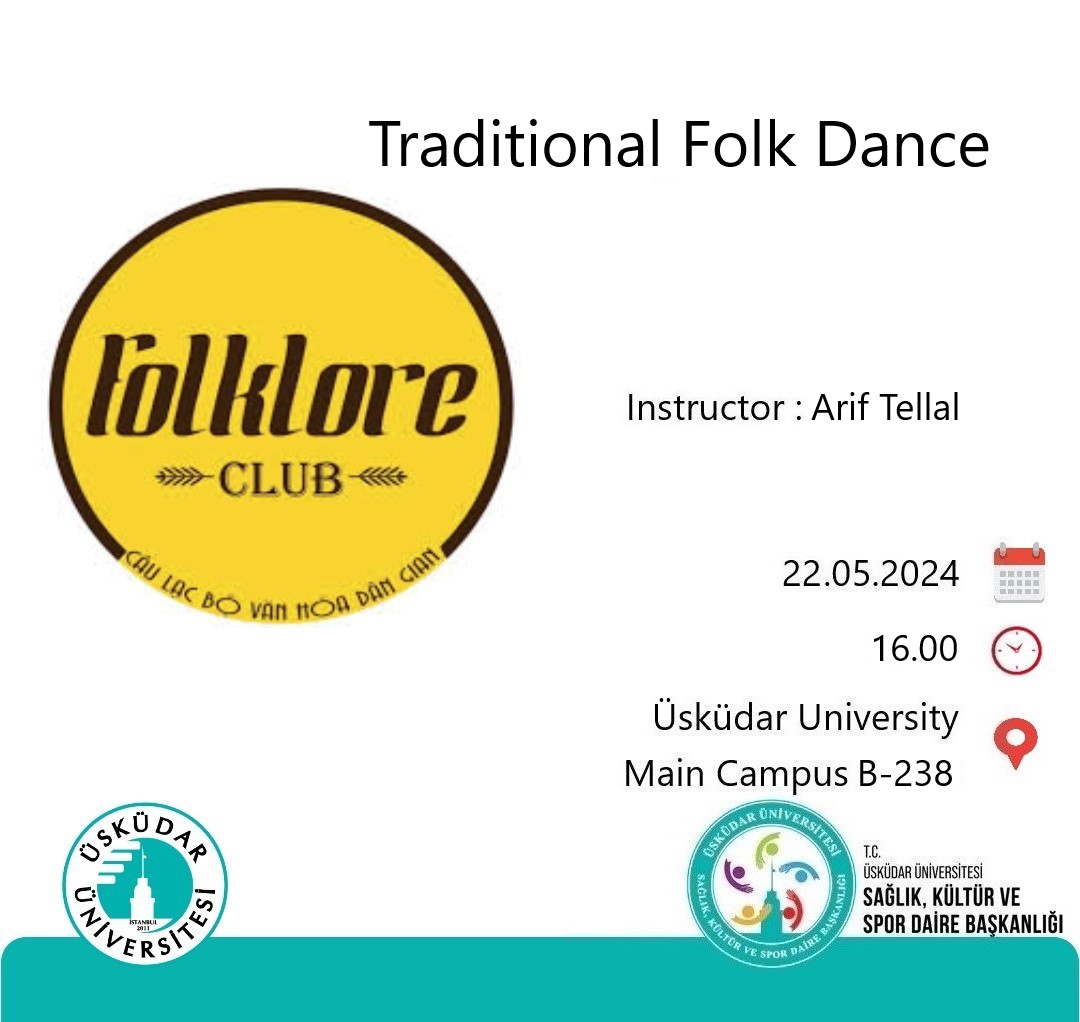 Traditional Folk Dance
Folklore
CLUB
CÂU LẠC BỘ VĂN HÓA DÂN GIAN
Instructor : Arif Tellal
22.05.2024
16.00
Üsküdar University
Main Campus B-238
ÜSKÜDAR
ÜNİVERSİTESİ
İSTANBUL
2011
ÜSKÜDAR ÜNİVERSİTESİ
SAĞLIK, KÜLTÜR VE SPOR DAİRE BAŞKANLIĞI
T.C.
ÜSKÜDAR ÜNİVERSİTESİ
SAĞLIK, KÜLTÜR VE
SPOR DAİRE BAŞKANLIĞI